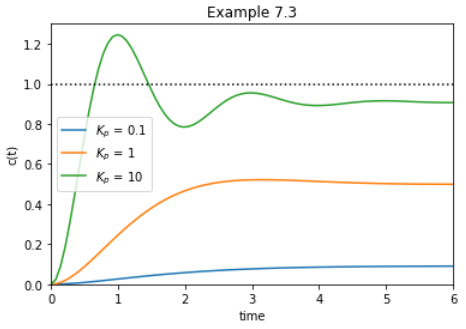 Example 7.3
c(t)
1.2
1.0
0.8
0.6
0.4
0.2
0.0
K_p = 0.1
K_p = 1
K_p = 10
0 1 2 3 4 5 6
time